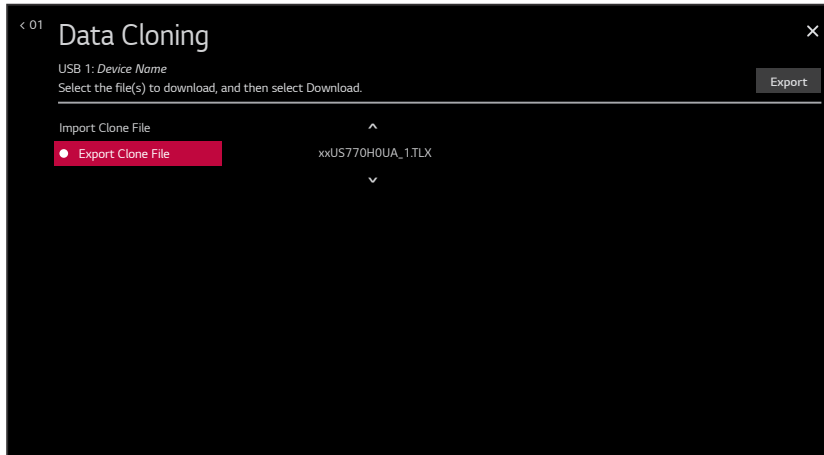 < 01
Data Cloning
×
USB 1: Device Name
Select the file(s) to download, and then select Download.
Export
Import Clone File
Export Clone File
xxUS770H0UA_1.TLX